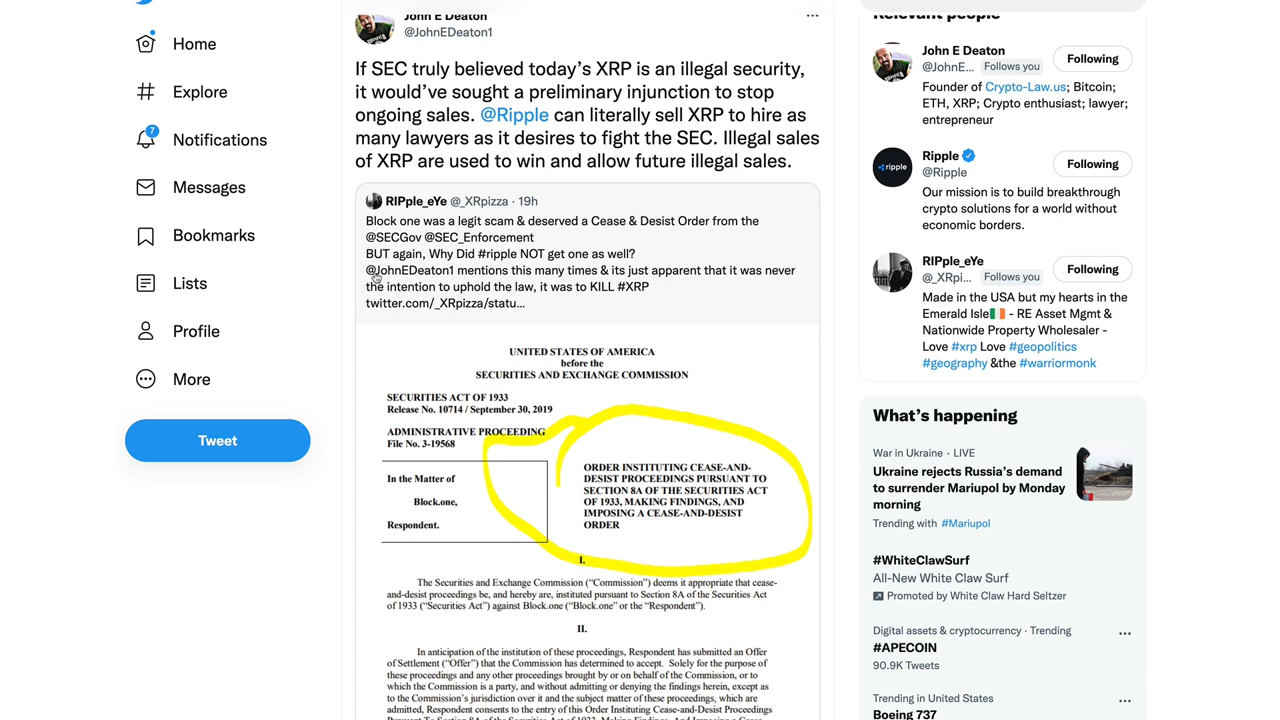 Home
Explore
7
Notifications
Messages
Bookmarks
Lists
Profile
More
Tweet
John E Deaton
@JohnEDeaton1
If SEC truly believed today's XRP is an illegal security,
it would've sought a preliminary injunction to stop
ongoing sales. @Ripple can literally sell XRP to hire as
many lawyers as it desires to fight the SEC. Illegal sales
of XRP are used to win and allow future illegal sales.
RIPple_eYe @_XRpizza · 19h
Block one was a legit scam & deserved a Cease & Desist Order from the
@SECGov @SEC_Enforcement
BUT again, Why Did #ripple NOT get one as well?
@JohnEDeaton1 mentions this many times & its just apparent that it was never
the intention to uphold the law, it was to KILL #XRP
twitter.com/_XRpizza/statu…
UNITED STATES OF AMERICA
before the
SECURITIES AND EXCHANGE COMMISSION
SECURITIES ACT OF 1933
Release No. 10714 / September 30, 2019
ADMINISTRATIVE PROCEEDING
File No. 3-19568
In the Matter of
Block.one,
Respondent.
ORDER INSTITUTING CEASE-AND-
DESIST PROCEEDINGS PURSUANT TO
SECTION 8A OF THE SECURITIES ACT
OF 1933, MAKING FINDINGS, AND
IMPOSING A CEASE-AND-DESIST
ORDER
I.
The Securities and Exchange Commission ("Commission") deems it appropriate that cease-
and-desist proceedings be, and hereby are, instituted pursuant to Section 8A of the Securities Act
of 1933 ("Securities Act") against Block.one ("Block.one" or the "Respondent").
II.
In anticipation of the institution of these proceedings, Respondent has submitted an Offer
of Settlement ("Offer") that the Commission has determined to accept. Solely for the purpose of
these proceedings and any other proceedings brought by or on behalf of the Commission, or to
which the Commission is a party, and without admitting or denying the findings herein, except as
to the Commission's jurisdiction over it and the subject matter of these proceedings, which are
admitted, Respondent consents to the entry of this Order Instituting Cease-and-Desist Proceedings
Pursuant To Section 8A of the Securities Act of 1933, Making Findings, And Imposing a Cease-
Relevant people
John E Deaton
@JohnE... Follows you
Following
Founder of Crypto-Law.us; Bitcoin;
ETH, XRP; Crypto enthusiast; lawyer;
entrepreneur
ripple
Ripple
@Ripple
Following
Our mission is to build breakthrough
crypto solutions for a world without
economic borders.
RIPple_eYe
@_XRpi... Follows you
Following
Made in the USA but my hearts in the
Emerald Isle🇮🇪 - RE Asset Mgmt &
Nationwide Property Wholesaler -
Love #xrp Love #geopolitics
#geography &the #warriormonk
What's happening
War in Ukraine · LIVE
Ukraine rejects Russia's demand
to surrender Mariupol by Monday
morning
Trending with #Mariupol
#WhiteClawSurf
All-New White Claw Surf
Promoted by White Claw Hard Seltzer
Digital assets & cryptocurrency · Trending
#APECOIN
90.9K Tweets
Trending in United States
Boeing 737